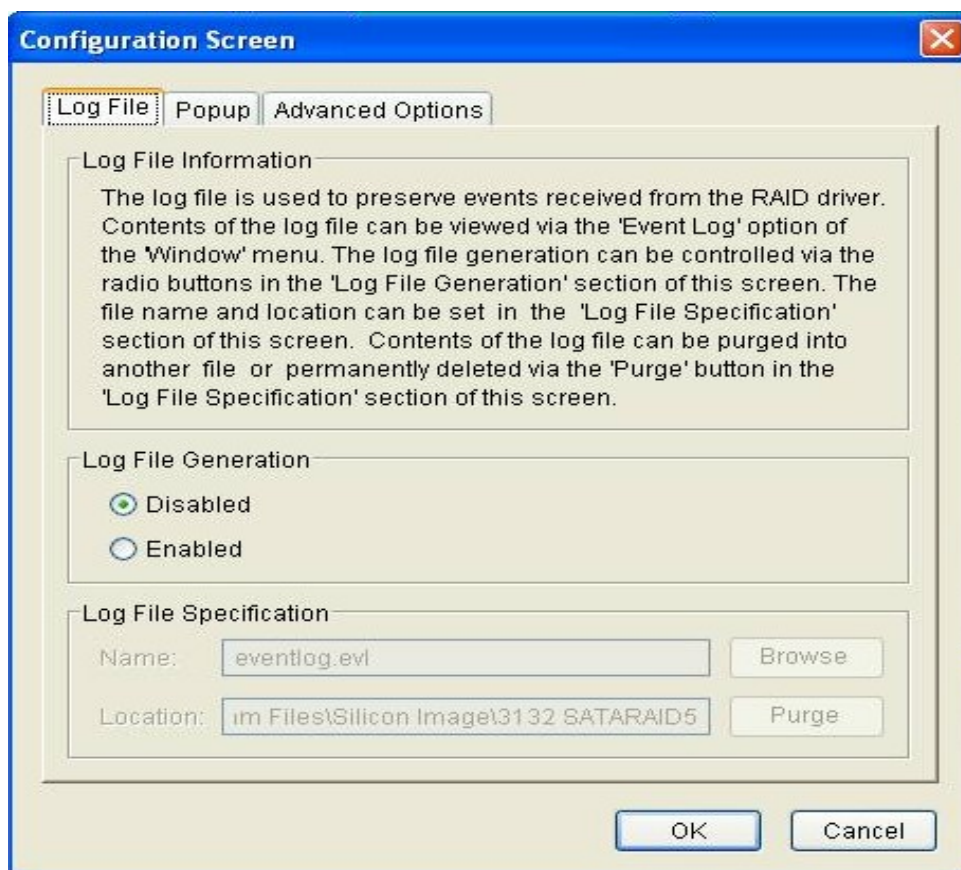 Configuration Screen
Log File
Popup
Advanced Options
Log File Information
The log file is used to preserve events received from the RAID driver.
Contents of the log file can be viewed via the 'Event Log' option of
the 'Window' menu. The log file generation can be controlled via the
radio buttons in the 'Log File Generation' section of this screen. The
file name and location can be set in the 'Log File Specification'
section of this screen. Contents of the log file can be purged into
another file or permanently deleted via the 'Purge' button in the
'Log File Specification' section of this screen.
Log File Generation
Disabled
Enabled
Log File Specification
Name: eventlog.evl Browse
Location: Files\Silicon Image\3132 SATARAID5 Purge
OK Cancel